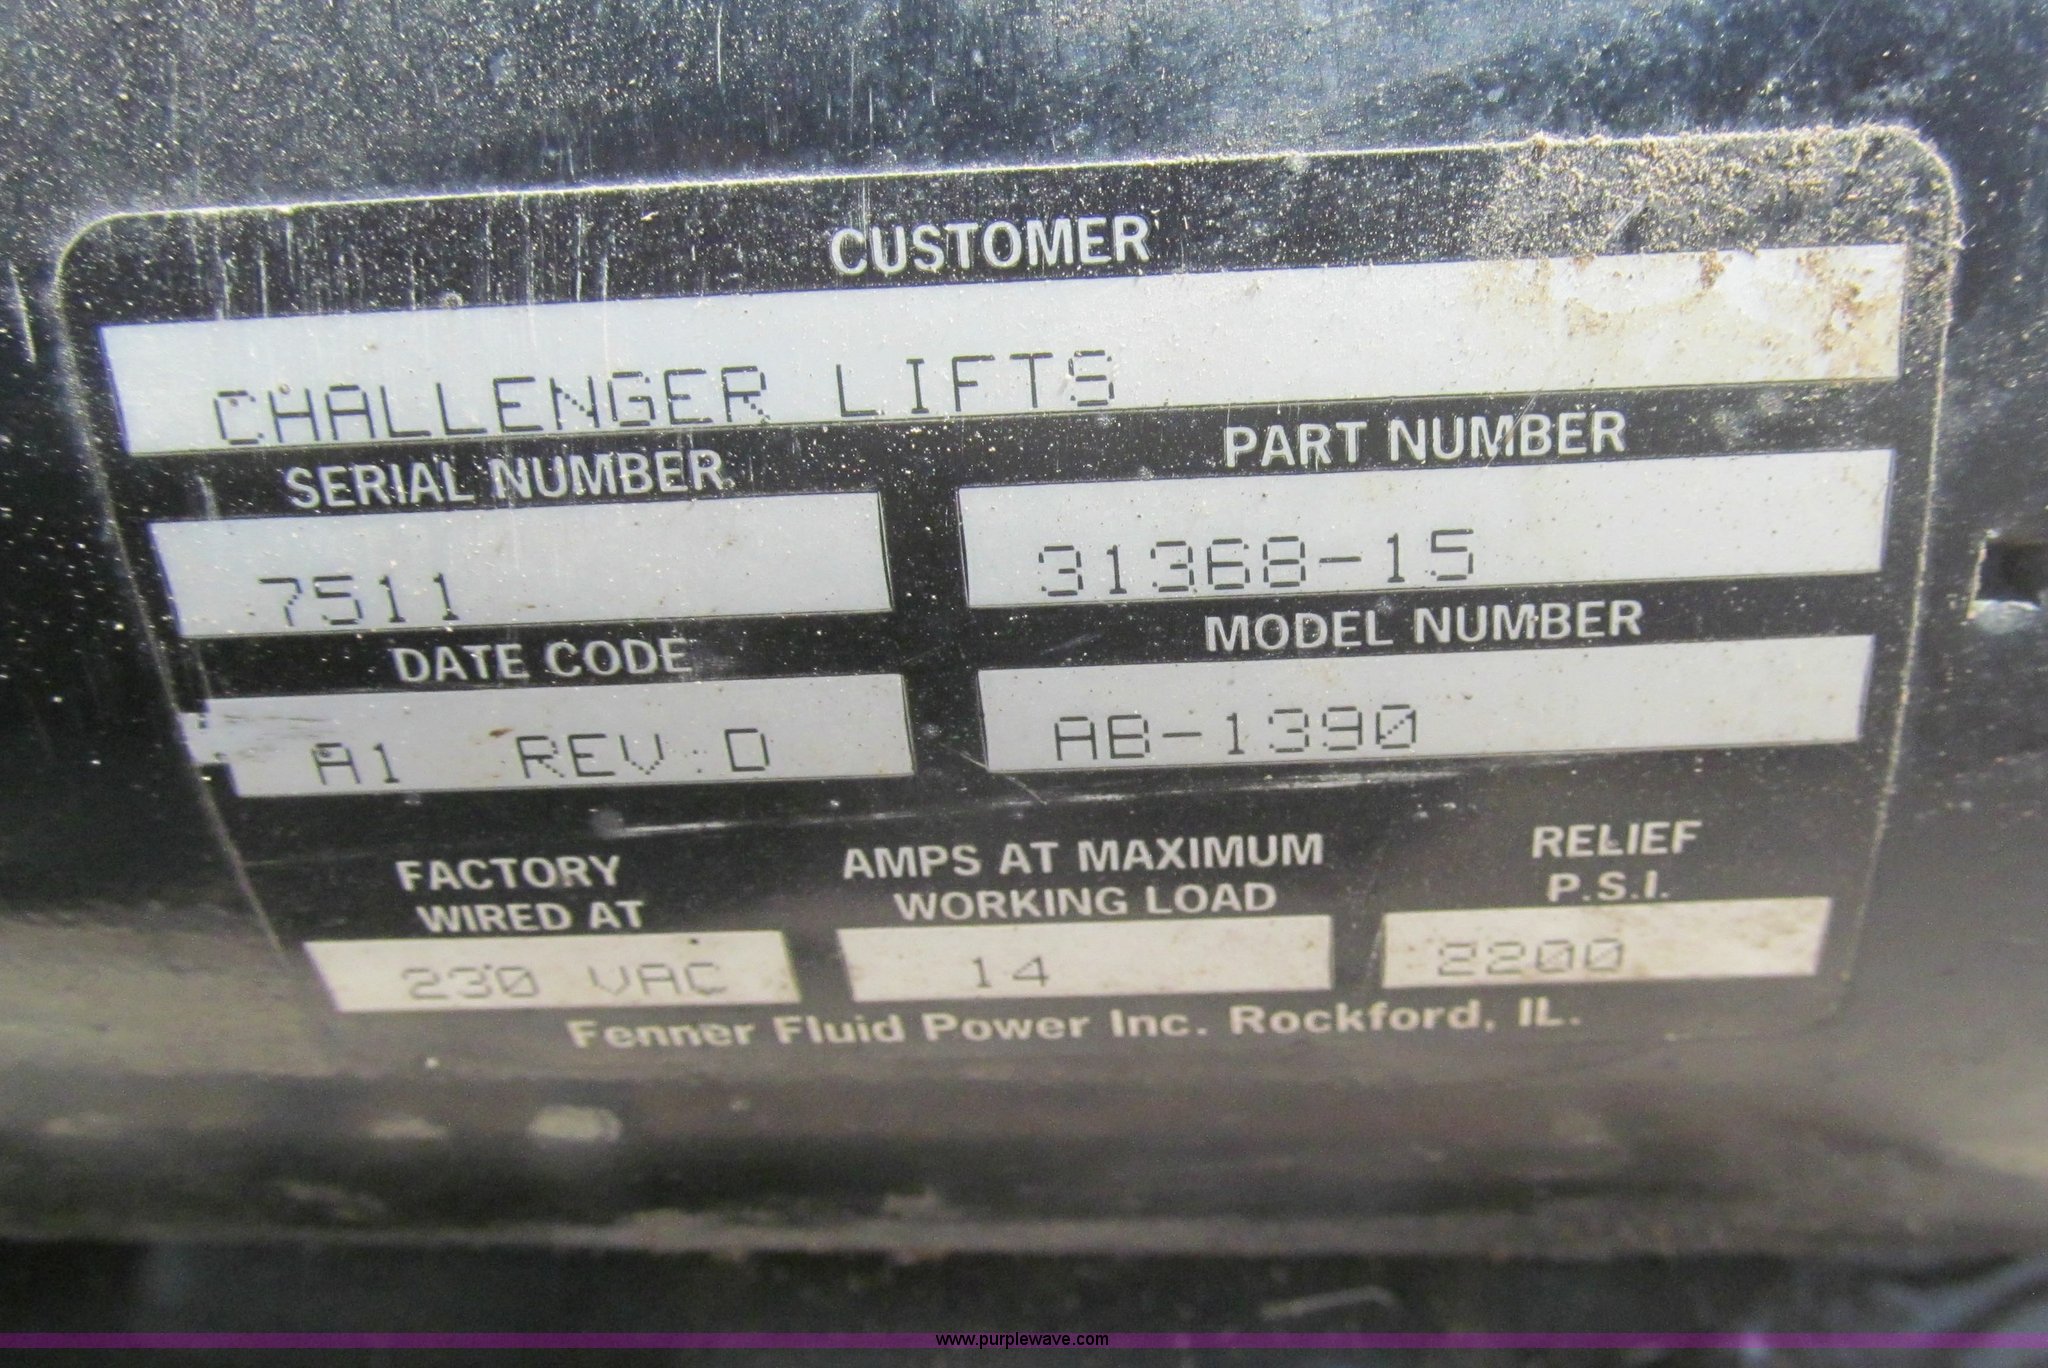 CUSTOMER
CHALLENGER LIFTS
SERIAL NUMBER
PART NUMBER
7511
31368-15
DATE CODE
MODEL NUMBER
A1 REV.D
AB-1390
FACTORY
WIRED AT
AMPS AT MAXIMUM
WORKING LOAD
RELIEF
P.S.I.
230 VAC
14
2200
Fenner Fluid Power Inc. Rockford, IL.
www.purplewave.com